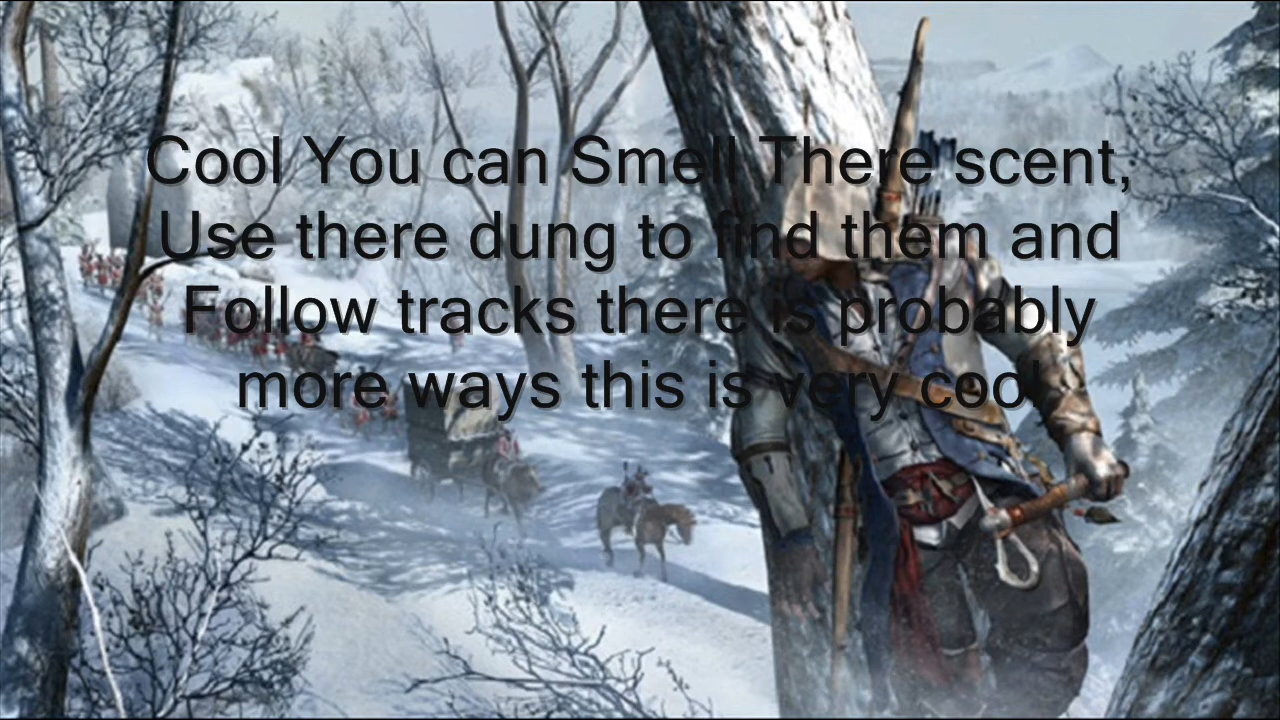 Cool You can Smell There scent,
Use there dung to find them and
Follow tracks there is probably
more ways this is very cool